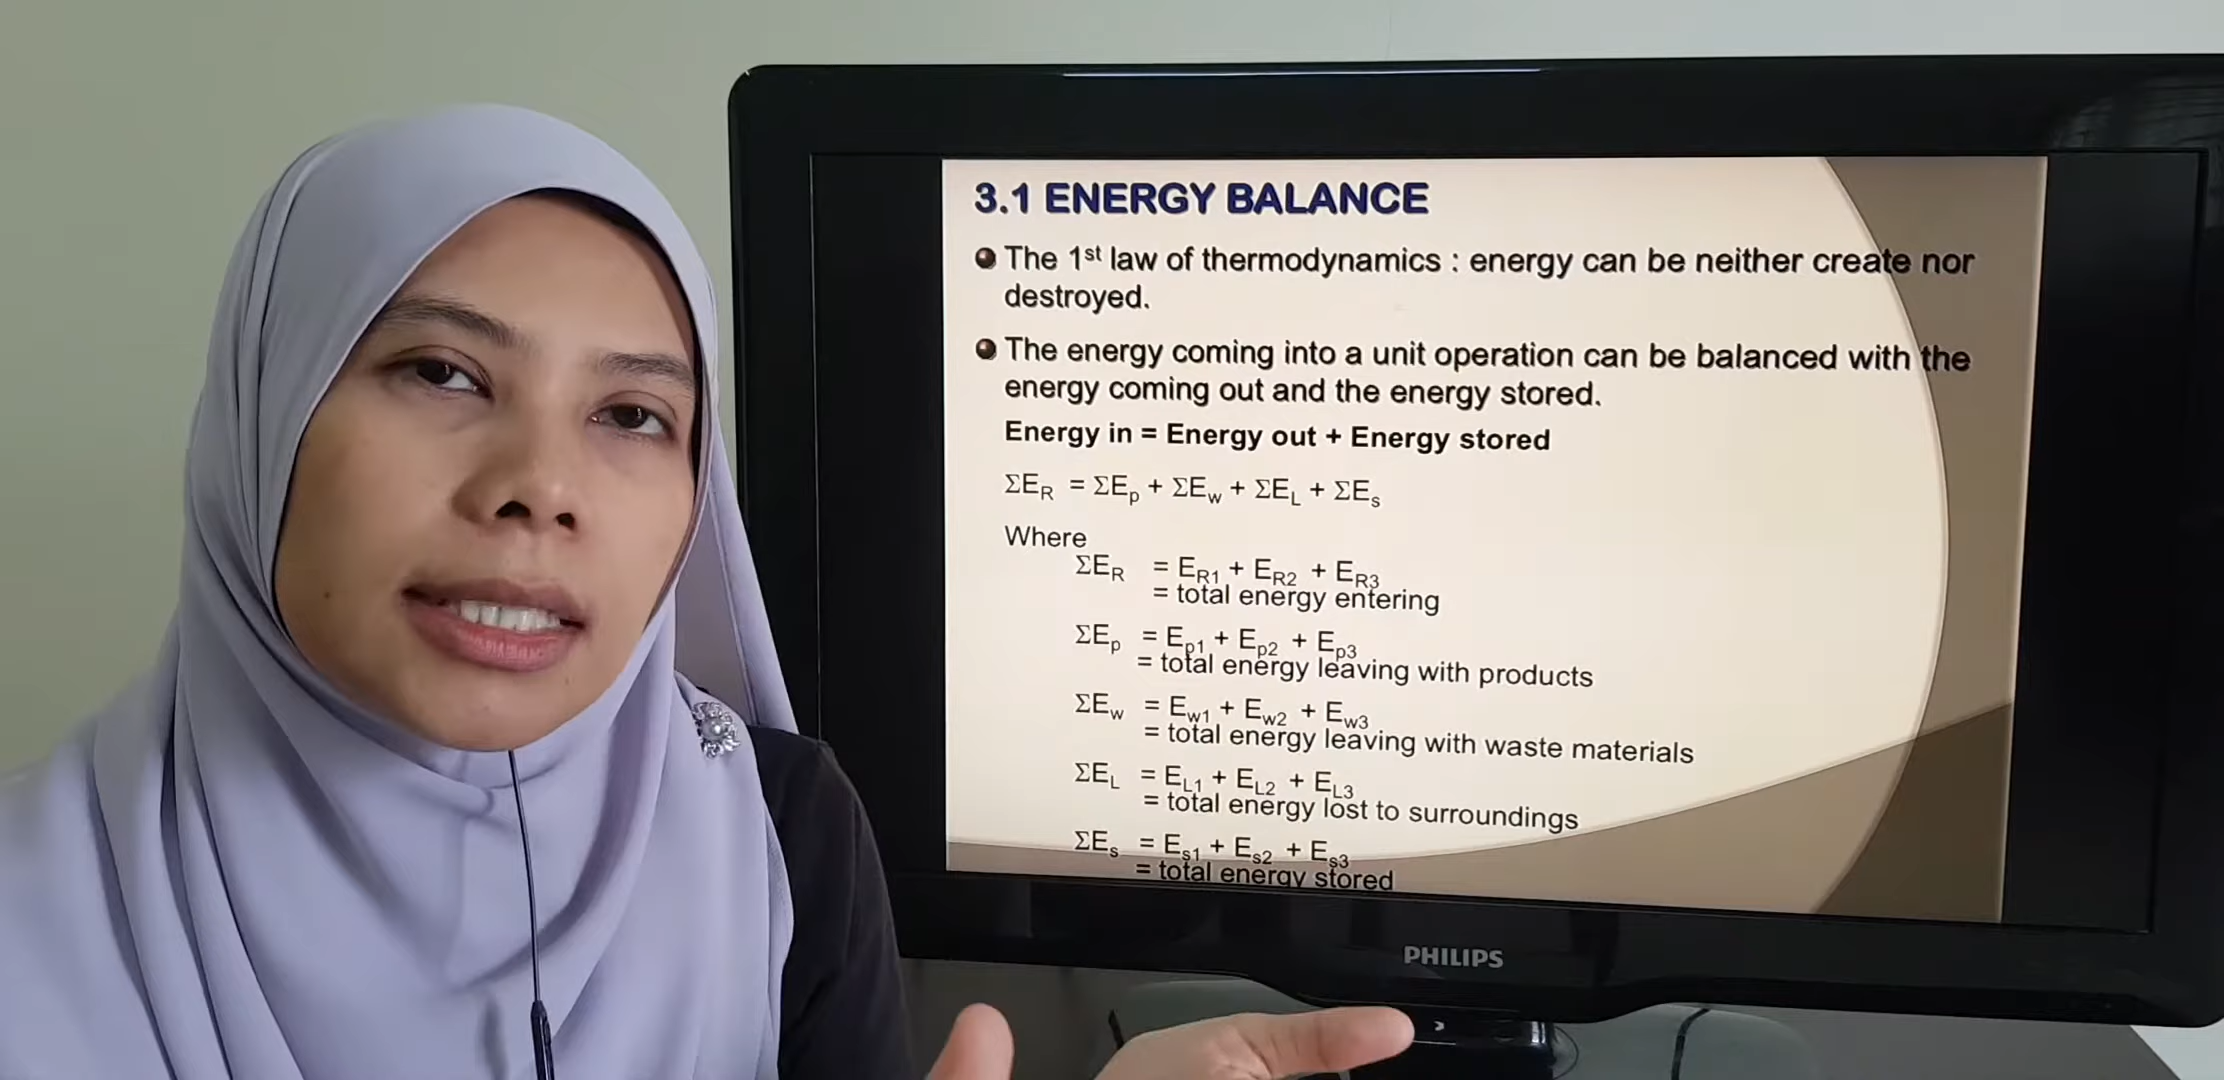 3.1 ENERGY BALANCE
The 1st law of thermodynamics : energy can be neither create nor
destroyed.
The energy coming into a unit operation can be balanced with the
energy coming out and the energy stored.
Energy in = Energy out + Energy stored
ΣER = ΣEp + ΣEw + ΣEL + ΣEs
Where
ΣER = ER1 + ER2 + ER3
= total energy entering
ΣEp = Ep1 + Ep2 + Ep3
= total energy leaving with products
ΣEw = Ew1 + Ew2 + Ew3
= total energy leaving with waste materials
ΣEL = EL1 + EL2 + EL3
= total energy lost to surroundings
ΣEs = Es1 + Es2 + Es3
= total energy stored
PHILIPS